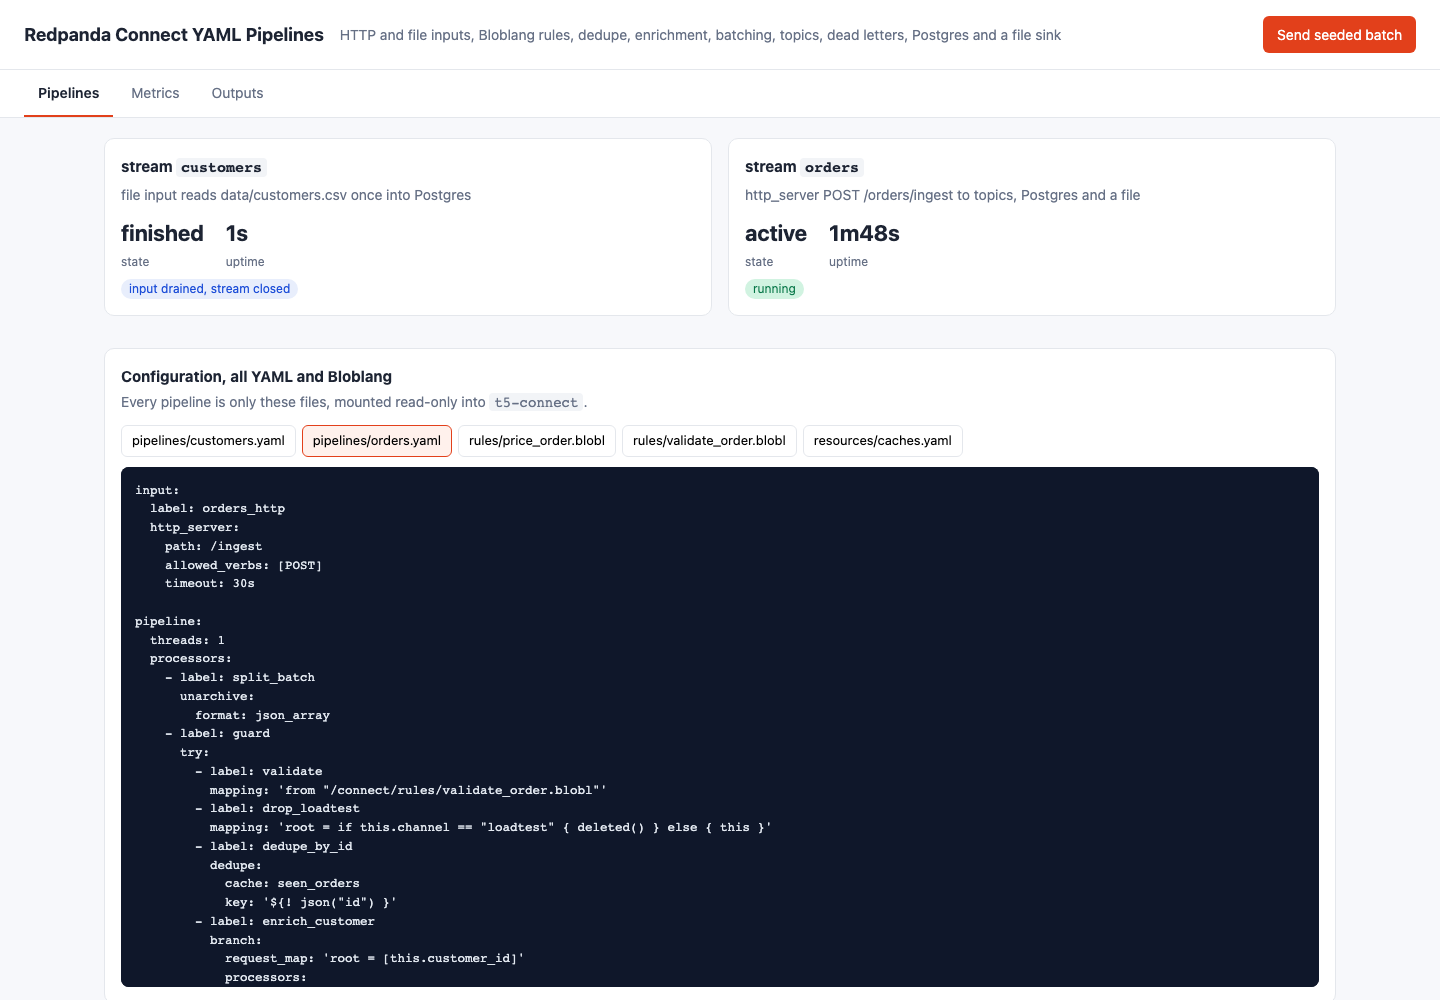 Redpanda Connect YAML Pipelines
HTTP and file inputs, Bloblang rules, dedupe, enrichment, batching, topics, dead letters, Postgres and a file sink
Send seeded batch
Pipelines
Metrics
Outputs
stream customers
file input reads data/customers.csv once into Postgres
finished
1s
state
uptime
input drained, stream closed
stream orders
http_server POST /orders/ingest to topics, Postgres and a file
active
1m48s
state
uptime
running
Configuration, all YAML and Bloblang
Every pipeline is only these files, mounted read-only into t5-connect.
pipelines/customers.yaml
pipelines/orders.yaml
rules/price_order.blobl
rules/validate_order.blobl
resources/caches.yaml
input:
  label: orders_http
  http_server:
    path: /ingest
    allowed_verbs: [POST]
    timeout: 30s

pipeline:
  threads: 1
  processors:
    - label: split_batch
      unarchive:
        format: json_array
    - label: guard
      try:
        - label: validate
          mapping: 'from "/connect/rules/validate_order.blobl"'
        - label: drop_loadtest
          mapping: 'root = if this.channel == "loadtest" { deleted() } else { this }'
        - label: dedupe_by_id
          dedupe:
            cache: seen_orders
            key: '${! json("id") }'
        - label: enrich_customer
          branch:
            request_map: 'root = [this.customer_id]'
            processors: